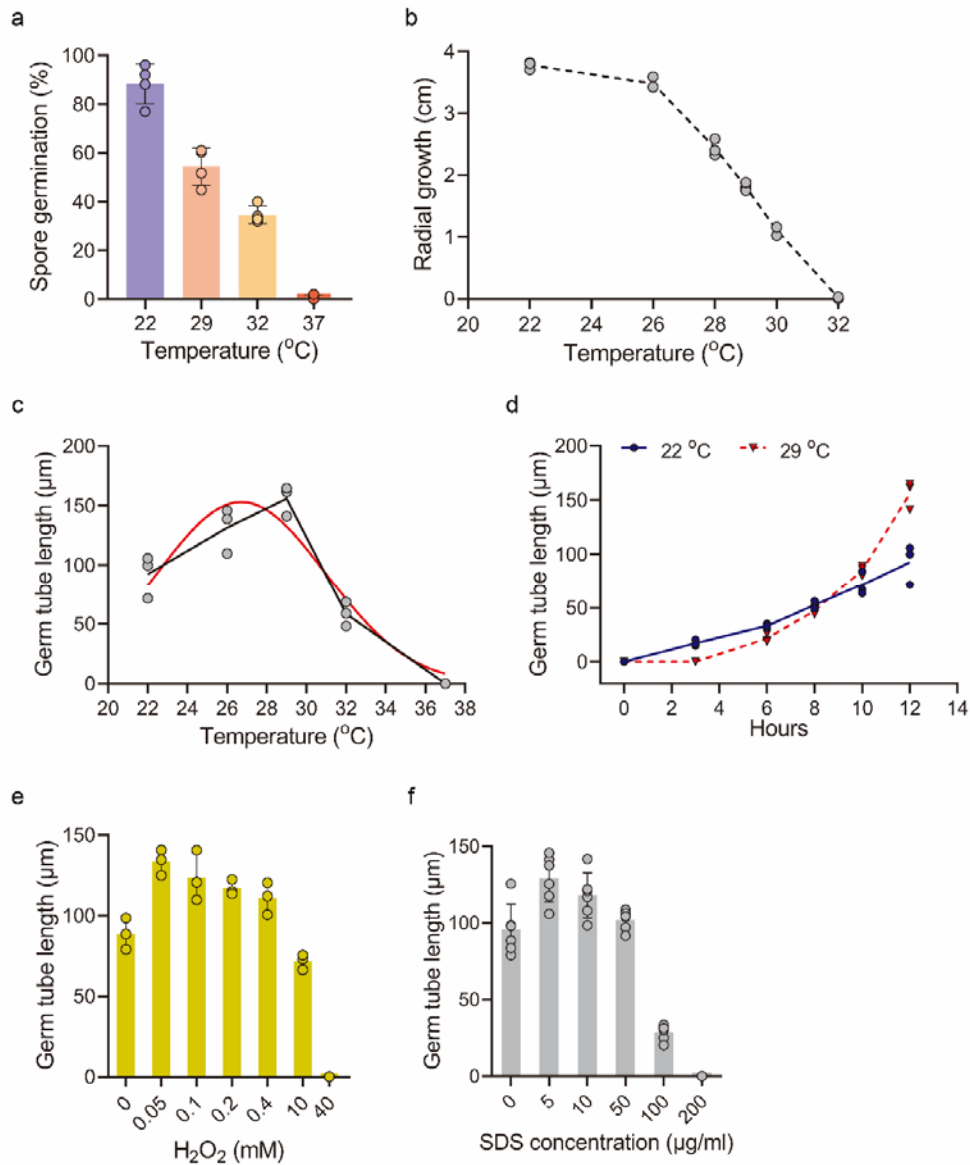 a
100
80
60
40
20
0
Spore germination (%)
22 29 32 37
Temperature (°C)
b
4
3
2
1
0
Radial growth (cm)
20 22 24 26 28 30 32
Temperature (°C)
c
200
150
100
50
0
Germ tube length (µm)
20 22 24 26 28 30 32 34 36 38
Temperature (°C)
d
22 °C 29 °C
200
150
100
50
0
Germ tube length (µm)
0 2 4 6 8 10 12 14
Hours
e
150
100
50
0
Germ tube length (µm)
0 0.05 0.1 0.2 0.4 10 40
H₂O₂ (mM)
f
150
100
50
0
Germ tube length (µm)
0 5 10 50 100 200
SDS concentration (µg/ml)